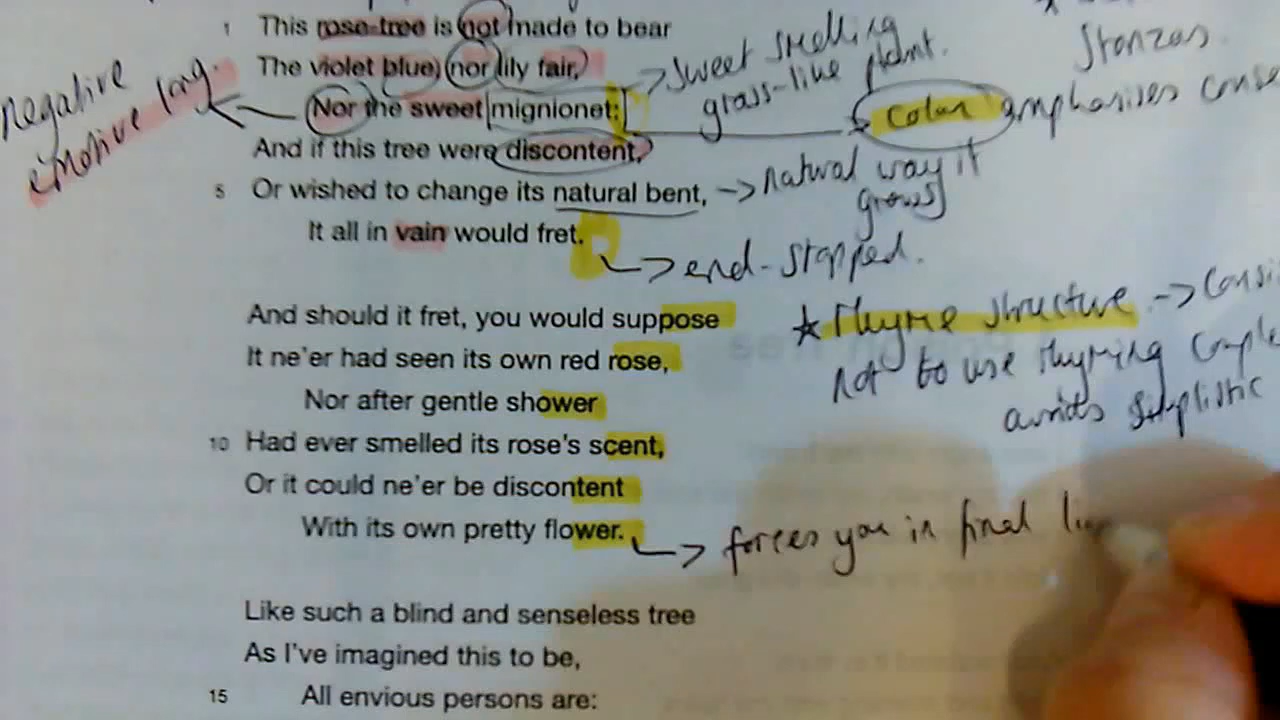 1 This rose-tree is not made to bear
The violet blue, nor lily fair,
Nor the sweet mignionet:
And if this tree were discontent,
5 Or wished to change its natural bent,
It all in vain would fret.
And should it fret, you would suppose
It ne'er had seen its own red rose,
Nor after gentle shower
10 Had ever smelled its rose's scent,
Or it could ne'er be discontent
With its own pretty flower.
Like such a blind and senseless tree
As I've imagined this to be,
15 All envious persons are:
negative
emotive lang.
sweet smelling
grass-like plant.
Stanzas.
Colon emphasises
natural way it
grows
end-stopped.
Rhyme structure
not to use rhyming
avoids simplistic
forces you in final